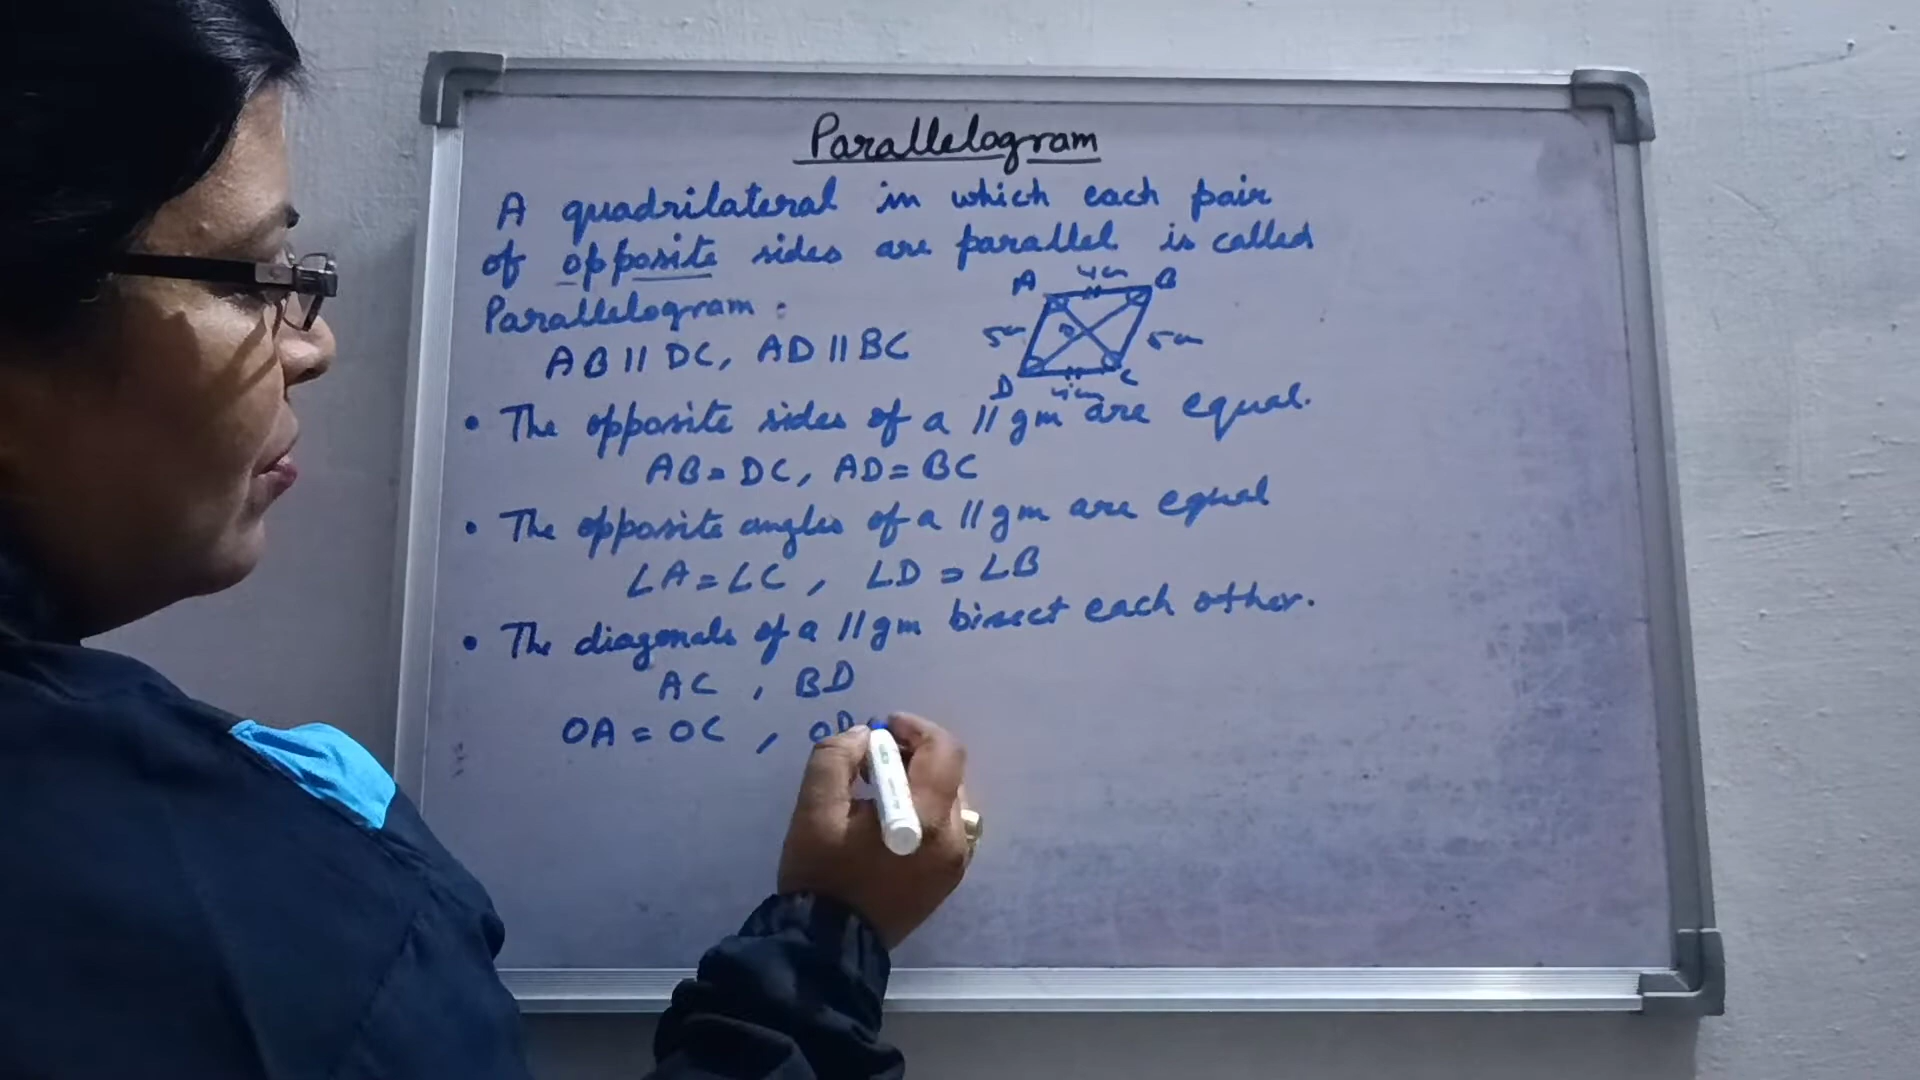 Parallelogram
A quadrilateral in which each pair
of opposite sides are parallel is called
Parallelogram :
AB || DC, AD || BC
A 4cm B
5cm O 5cm
D 4cm C
• The opposite sides of a ||gm are equal.
AB = DC, AD = BC
• The opposite angles of a ||gm are equal
∠A = ∠C , ∠D = ∠B
• The diagonals of a ||gm bisect each other.
AC , BD
OA = OC ,